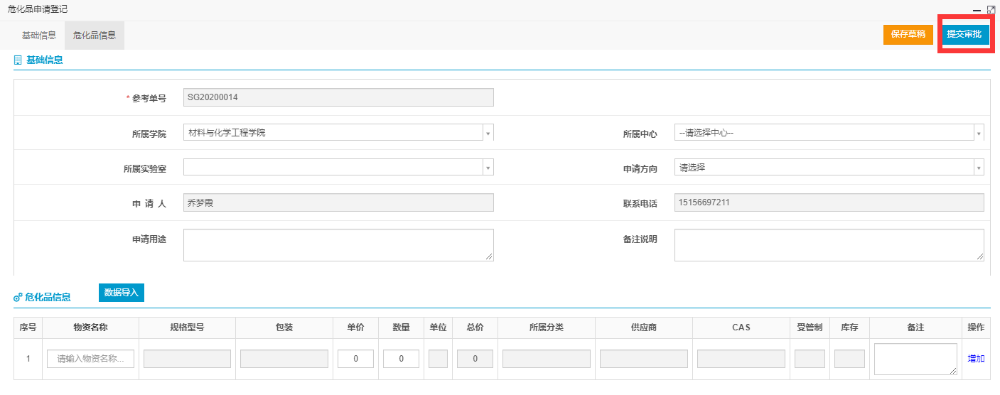 危化品申请登记
基础信息 危化品信息 保存草稿 提交审批
基础信息
* 参考单号 SG20200014
所属学院 材料与化学工程学院 所属中心 --请选择中心--
所属实验室 申请方向 请选择
申 请 人 乔梦霞 联系电话 15156697211
申请用途 备注说明
危化品信息 数据导入
序号 物资名称 规格型号 包装 单价 数量 单位 总价 所属分类 供应商 CAS 受管制 库存 备注 操作
1 请输入物资名称... 0 0 0 增加